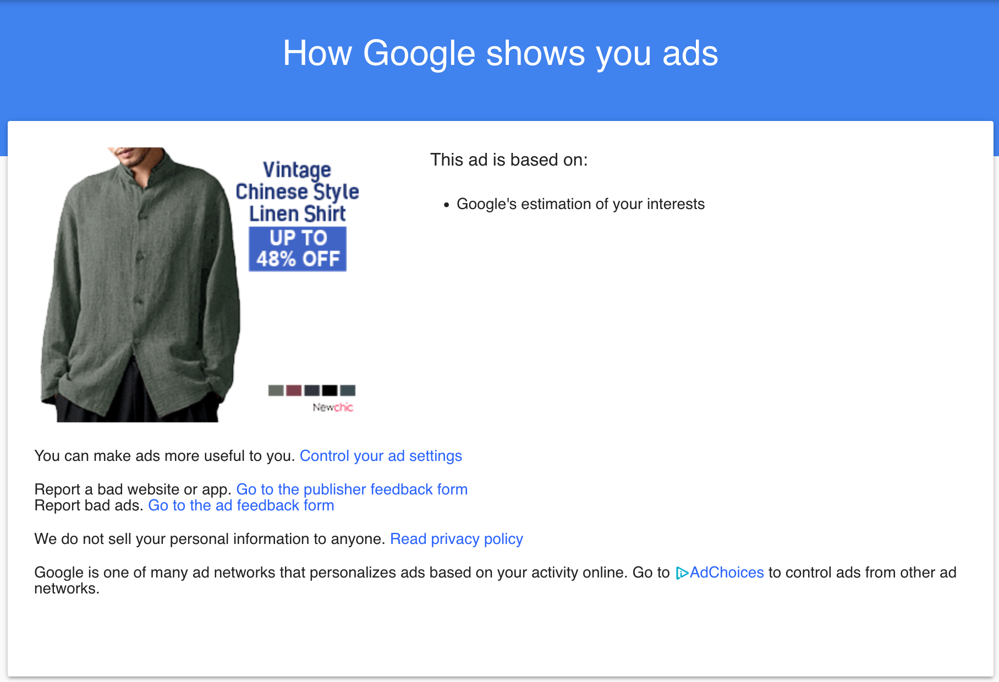 How Google shows you ads
Vintage
Chinese Style
Linen Shirt
UP TO
48% OFF
Newchic
This ad is based on:
• Google's estimation of your interests
You can make ads more useful to you. Control your ad settings
Report a bad website or app. Go to the publisher feedback form
Report bad ads. Go to the ad feedback form
We do not sell your personal information to anyone. Read privacy policy
Google is one of many ad networks that personalizes ads based on your activity online. Go to AdChoices to control ads from other ad
networks.